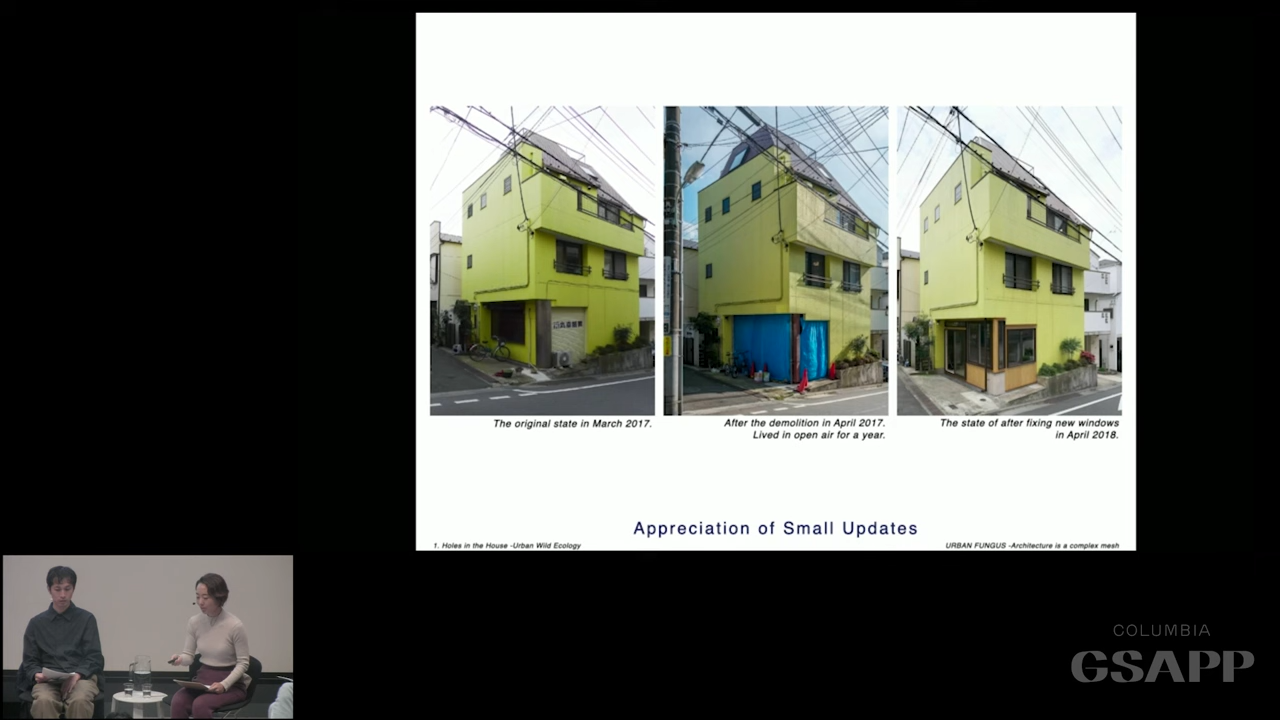 The original state in March 2017.
After the demolition in April 2017.
Lived in open air for a year.
The state of after fixing new windows
in April 2018.
Appreciation of Small Updates
1. Holes in the House -Urban Wild Ecology
URBAN FUNGUS -Architecture is a complex mesh
COLUMBIA
GSAPP